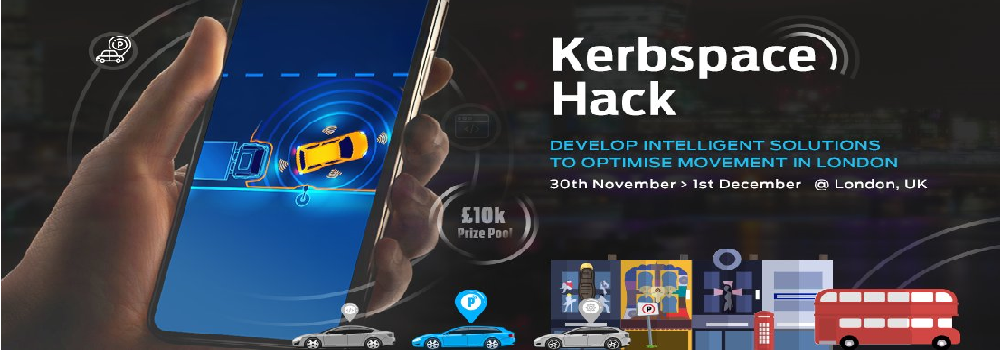 Kerbspace
Hack
DEVELOP INTELLIGENT SOLUTIONS
TO OPTIMISE MOVEMENT IN LONDON
30th November > 1st December @ London, UK
£10k
Prize Pool
P
P
P